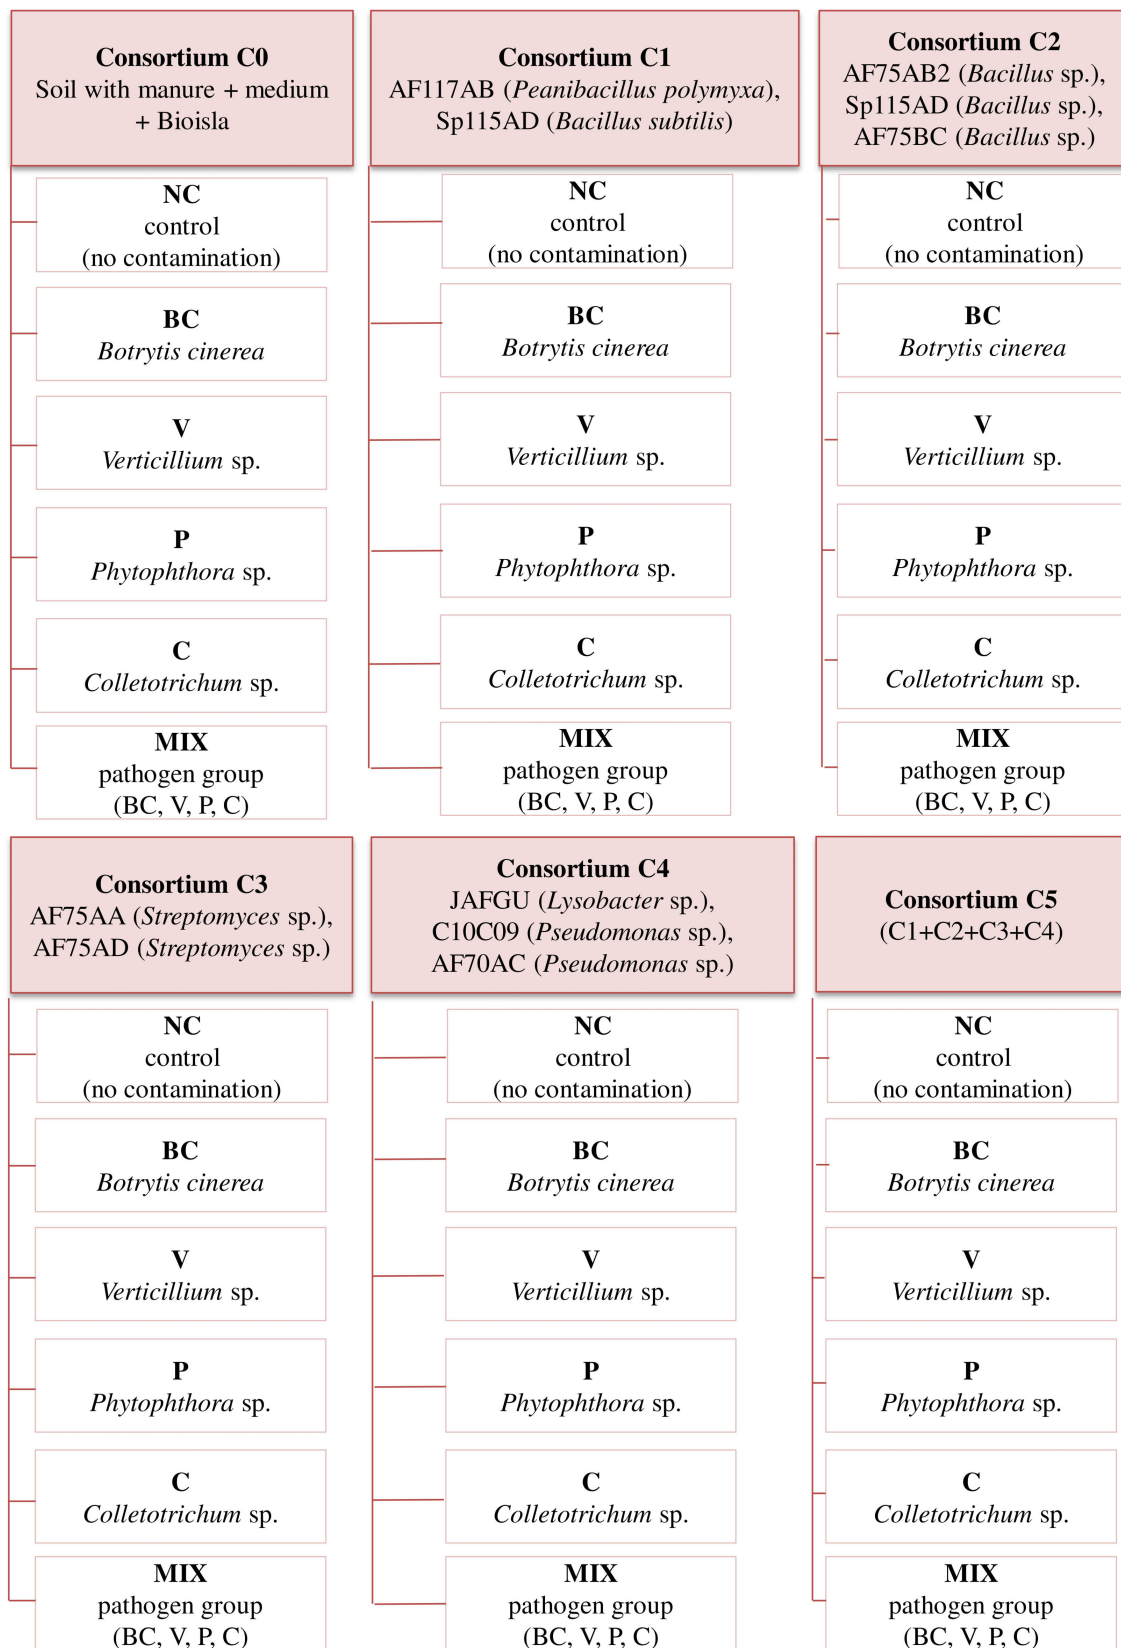 Consortium C0
Soil with manure + medium
+ Bioisla
NC
control
(no contamination)
BC
Botrytis cinerea
V
Verticillium sp.
P
Phytophthora sp.
C
Colletotrichum sp.
MIX
pathogen group
(BC, V, P, C)
Consortium C1
AF117AB (Peanibacillus polymyxa),
Sp115AD (Bacillus subtilis)
NC
control
(no contamination)
BC
Botrytis cinerea
V
Verticillium sp.
P
Phytophthora sp.
C
Colletotrichum sp.
MIX
pathogen group
(BC, V, P, C)
Consortium C2
AF75AB2 (Bacillus sp.),
Sp115AD (Bacillus sp.),
AF75BC (Bacillus sp.)
NC
control
(no contamination)
BC
Botrytis cinerea
V
Verticillium sp.
P
Phytophthora sp.
C
Colletotrichum sp.
MIX
pathogen group
(BC, V, P, C)
Consortium C3
AF75AA (Streptomyces sp.),
AF75AD (Streptomyces sp.)
NC
control
(no contamination)
BC
Botrytis cinerea
V
Verticillium sp.
P
Phytophthora sp.
C
Colletotrichum sp.
MIX
pathogen group
(BC, V, P, C)
Consortium C4
JAFGU (Lysobacter sp.),
C10C09 (Pseudomonas sp.),
AF70AC (Pseudomonas sp.)
NC
control
(no contamination)
BC
Botrytis cinerea
V
Verticillium sp.
P
Phytophthora sp.
C
Colletotrichum sp.
MIX
pathogen group
(BC, V, P, C)
Consortium C5
(C1+C2+C3+C4)
NC
control
(no contamination)
BC
Botrytis cinerea
V
Verticillium sp.
P
Phytophthora sp.
C
Colletotrichum sp.
MIX
pathogen group
(BC, V, P, C)